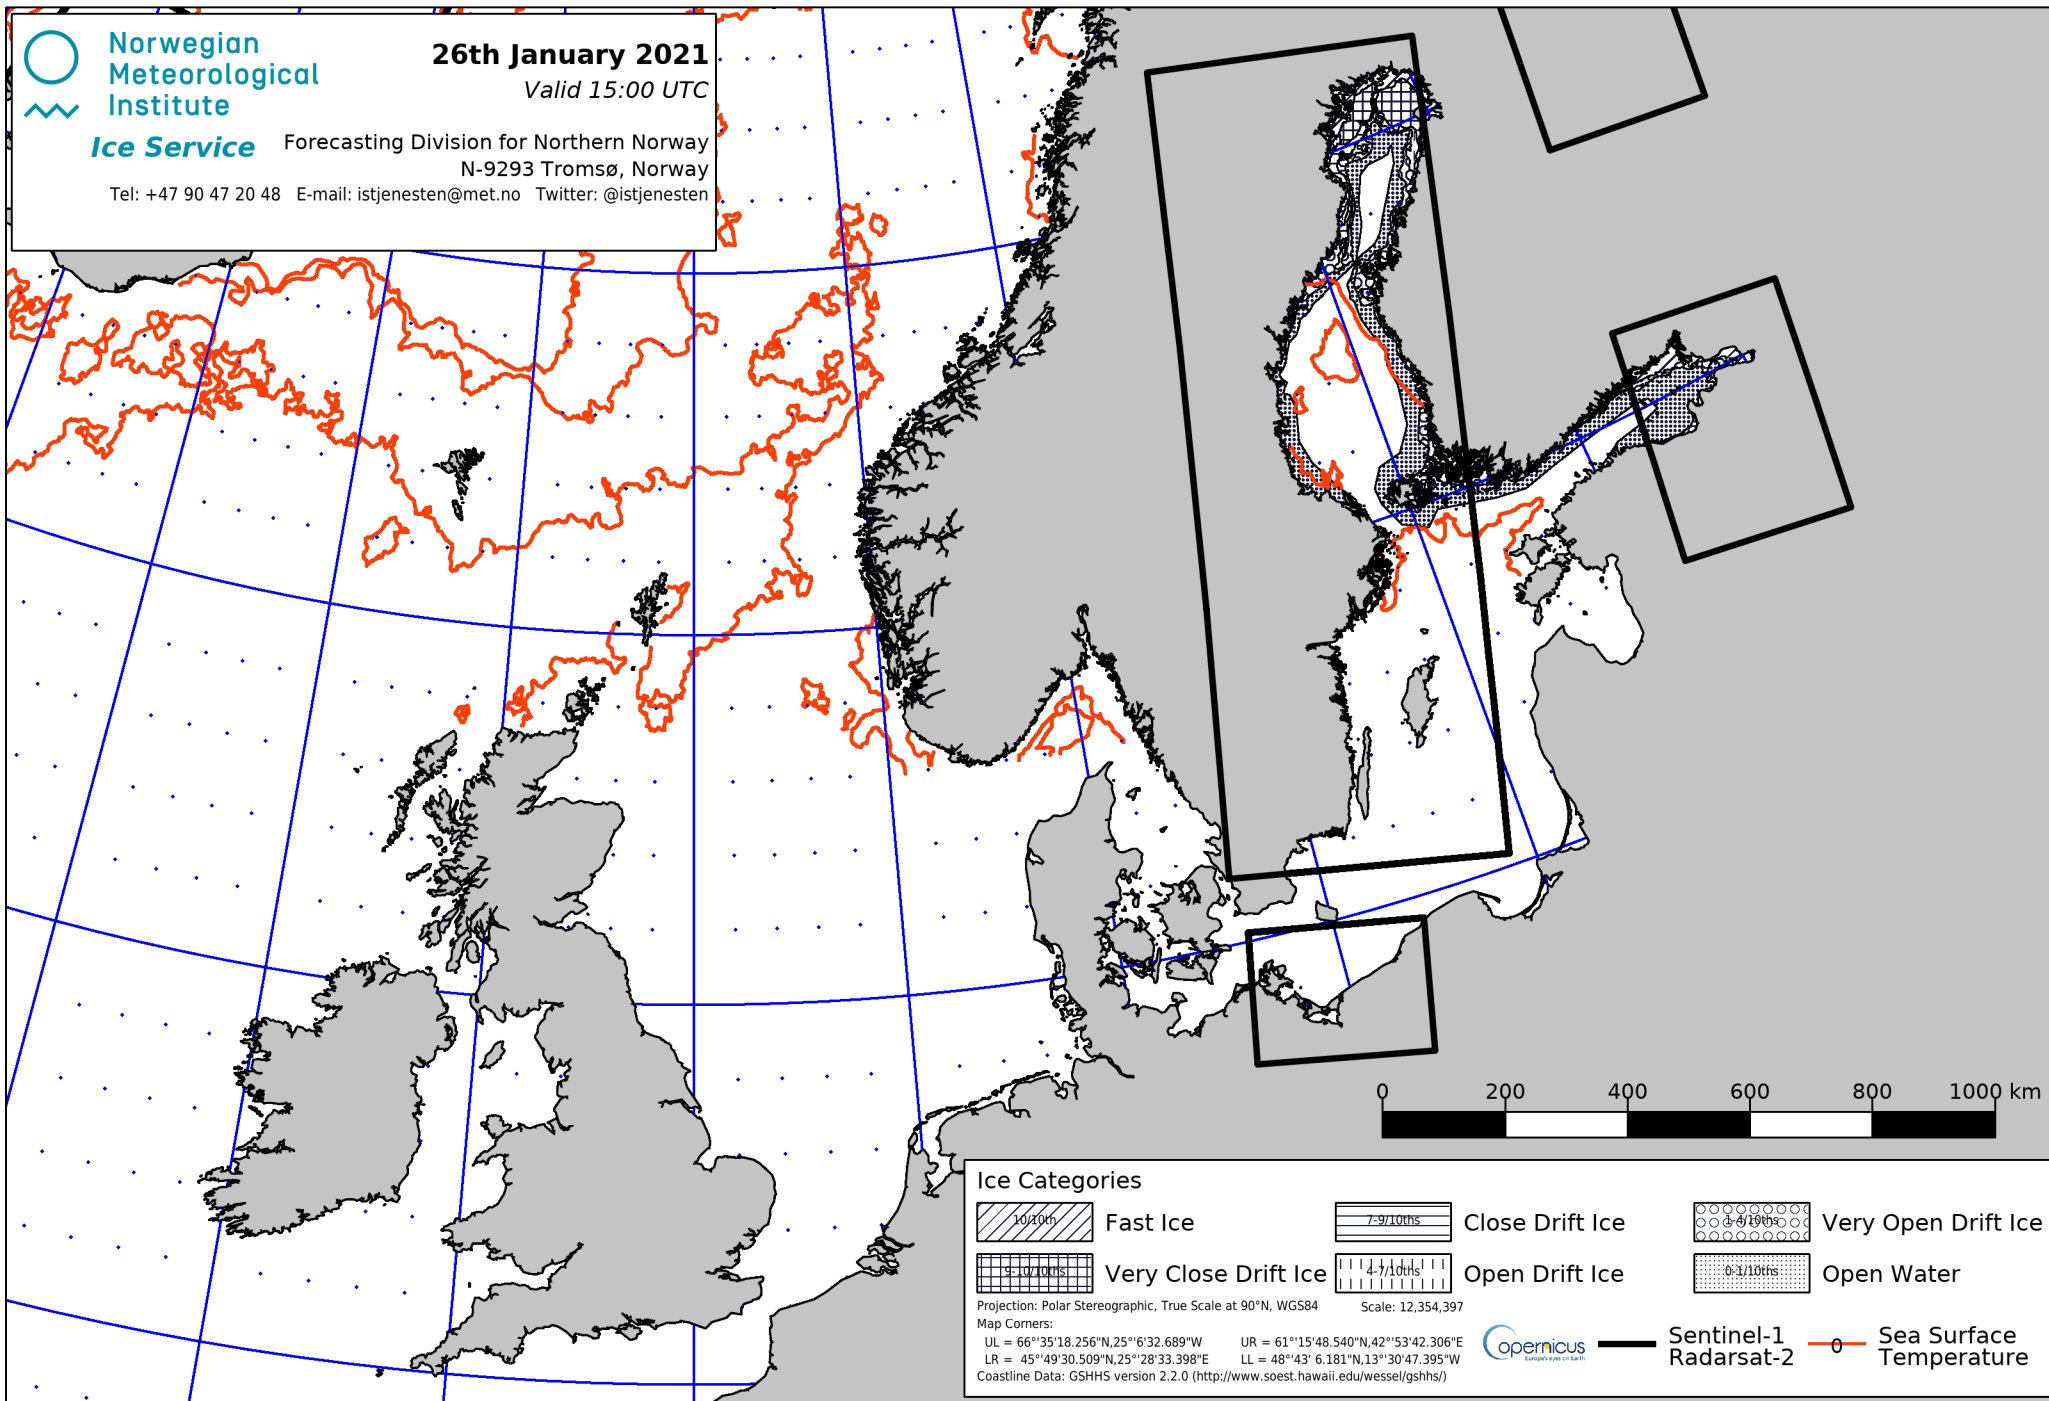 Norwegian
Meteorological
Institute
Ice Service
26th January 2021
Valid 15:00 UTC
Forecasting Division for Northern Norway
N-9293 Tromsø, Norway
Tel: +47 90 47 20 48 E-mail: istjenesten@met.no Twitter: @istjenesten
0 200 400 600 800 1000 km
Ice Categories
10/10th Fast Ice 7-9/10ths Close Drift Ice 1-4/10ths Very Open Drift Ice
9-10/10ths Very Close Drift Ice 4-7/10ths Open Drift Ice 0-1/10ths Open Water
Projection: Polar Stereographic, True Scale at 90°N, WGS84 Scale: 12,354,397
Map Corners:
UL = 66°'35'18.256"N,25°'6'32.689"W UR = 61°'15'48.540"N,42°'53'42.306"E
LR = 45°'49'30.509"N,25°'28'33.398"E LL = 48°'43' 6.181"N,13°'30'47.395"W
Coastline Data: GSHHS version 2.2.0 (http://www.soest.hawaii.edu/wessel/gshhs/)
opernicus
Europe's eyes on Earth
Sentinel-1
Radarsat-2
0
Sea Surface
Temperature